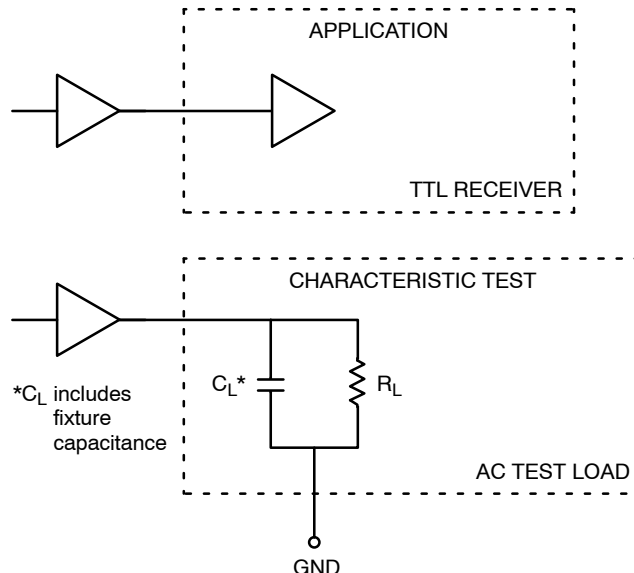 APPLICATION
TTL RECEIVER
CHARACTERISTIC TEST
*CL includes
fixture
capacitance
CL*
RL
AC TEST LOAD
GND